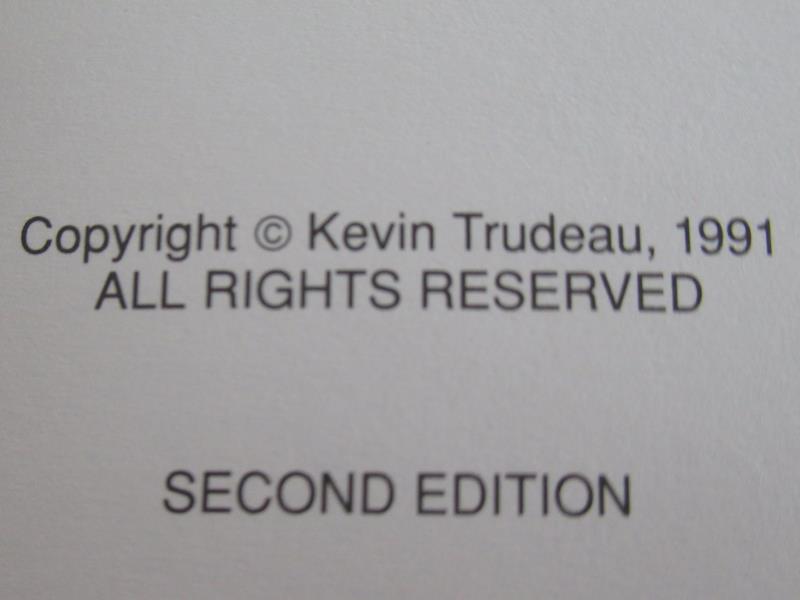 Copyright © Kevin Trudeau, 1991
ALL RIGHTS RESERVED
SECOND EDITION